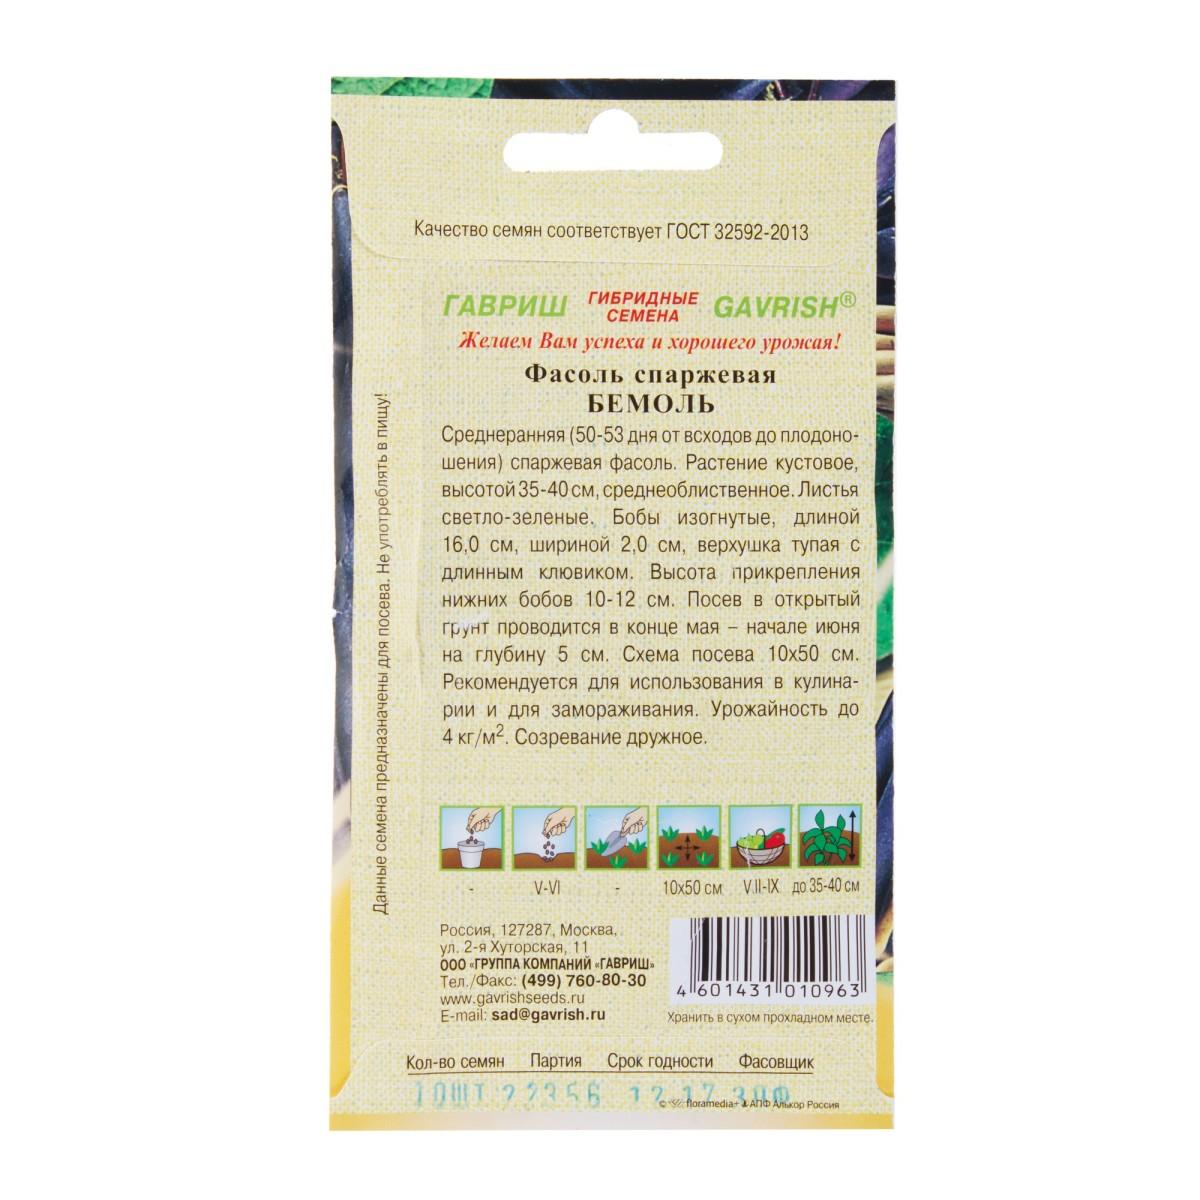 Качество семян соответствует ГОСТ 32592-2013
ГАВРИШ ГИБРИДНЫЕ СЕМЕНА GAVRISH®
Желаем Вам успеха и хорошего урожая!
Фасоль спаржевая
БЕМОЛЬ
Среднеранняя (50-53 дня от всходов до плодоно-
шения) спаржевая фасоль. Растение кустовое,
высотой 35-40 см, среднеоблиственное. Листья
светло-зеленые. Бобы изогнутые, длиной
16,0 см, шириной 2,0 см, верхушка тупая с
длинным клювиком. Высота прикрепления
нижних бобов 10-12 см. Посев в открытый
грунт проводится в конце мая – начале июня
на глубину 5 см. Схема посева 10х50 см.
Рекомендуется для использования в кулина-
рии и для замораживания. Урожайность до
4 кг/м². Созревание дружное.
Данные семена предназначены для посева. Не употреблять в пищу!
- V-VI - 10х50 см VII-IX до 35-40 см
Россия, 127287, Москва,
ул. 2-я Хуторская, 11
ООО «ГРУППА КОМПАНИЙ «ГАВРИШ»
Тел./Факс: (499) 760-80-30
www.gavrishseeds.ru
E-mail: sad@gavrish.ru
4 601431 010963
Хранить в сухом прохладном месте.
Кол-во семян Партия Срок годности Фасовщик
10ШТ 22356 12.17
© floramedia+ АПФ Алькор Россия